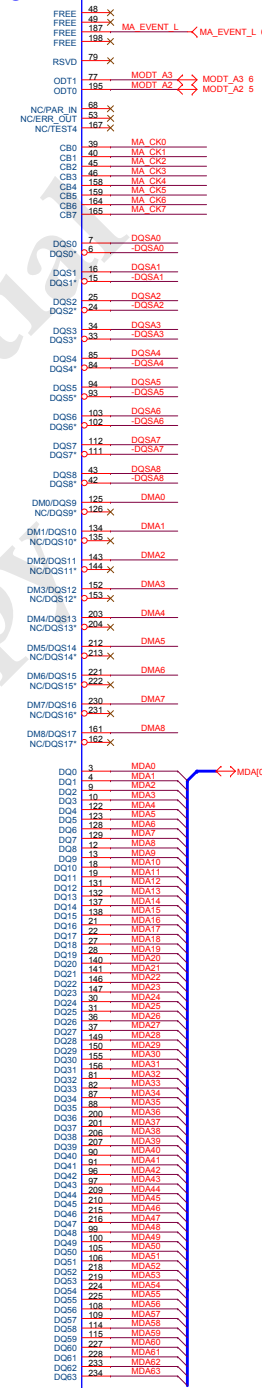 FREE 48
FREE 49
FREE 187 MA_EVENT_L MA_EVENT_L
FREE 198
RSVD 79
ODT1 77 MODT_A3 MODT_A3 6
ODT0 195 MODT_A2 MODT_A2 5
NC/PAR_IN 68
NC/ERR_OUT 53
NC/TEST4 167
CB0 39 MA_CK0
CB1 40 MA_CK1
CB2 45 MA_CK2
CB3 46 MA_CK3
CB4 158 MA_CK4
CB5 159 MA_CK5
CB6 164 MA_CK6
CB7 165 MA_CK7
DQS0 7 DQSA0
DQS0* 6 -DQSA0
DQS1 16 DQSA1
DQS1* 15 -DQSA1
DQS2 25 DQSA2
DQS2* 24 -DQSA2
DQS3 34 DQSA3
DQS3* 33 -DQSA3
DQS4 85 DQSA4
DQS4* 84 -DQSA4
DQS5 94 DQSA5
DQS5* 93 -DQSA5
DQS6 103 DQSA6
DQS6* 102 -DQSA6
DQS7 112 DQSA7
DQS7* 111 -DQSA7
DQS8 43 DQSA8
DQS8* 42 -DQSA8
DM0/DQS9 125 DMA0
NC/DQS9* 126
DM1/DQS10 134 DMA1
NC/DQS10* 135
DM2/DQS11 143 DMA2
NC/DQS11* 144
DM3/DQS12 152 DMA3
NC/DQS12* 153
DM4/DQS13 203 DMA4
NC/DQS13* 204
DM5/DQS14 212 DMA5
NC/DQS14* 213
DM6/DQS15 221 DMA6
NC/DQS15* 222
DM7/DQS16 230 DMA7
NC/DQS16* 231
DM8/DQS17 161 DMA8
NC/DQS17* 162
DQ0 3 MDA0 MDA[0
DQ1 4 MDA1
DQ2 9 MDA2
DQ3 10 MDA3
DQ4 122 MDA4
DQ5 123 MDA5
DQ6 128 MDA6
DQ7 129 MDA7
DQ8 12 MDA8
DQ9 13 MDA9
DQ10 18 MDA10
DQ11 19 MDA11
DQ12 131 MDA12
DQ13 132 MDA13
DQ14 137 MDA14
DQ15 138 MDA15
DQ16 21 MDA16
DQ17 22 MDA17
DQ18 27 MDA18
DQ19 28 MDA19
DQ20 140 MDA20
DQ21 141 MDA21
DQ22 146 MDA22
DQ23 147 MDA23
DQ24 30 MDA24
DQ25 31 MDA25
DQ26 36 MDA26
DQ27 37 MDA27
DQ28 149 MDA28
DQ29 150 MDA29
DQ30 155 MDA30
DQ31 156 MDA31
DQ32 81 MDA32
DQ33 82 MDA33
DQ34 87 MDA34
DQ35 88 MDA35
DQ36 200 MDA36
DQ37 201 MDA37
DQ38 206 MDA38
DQ39 207 MDA39
DQ40 90 MDA40
DQ41 91 MDA41
DQ42 96 MDA42
DQ43 97 MDA43
DQ44 209 MDA44
DQ45 210 MDA45
DQ46 215 MDA46
DQ47 216 MDA47
DQ48 99 MDA48
DQ49 100 MDA49
DQ50 105 MDA50
DQ51 106 MDA51
DQ52 218 MDA52
DQ53 219 MDA53
DQ54 224 MDA54
DQ55 225 MDA55
DQ56 108 MDA56
DQ57 109 MDA57
DQ58 114 MDA58
DQ59 115 MDA59
DQ60 227 MDA60
DQ61 228 MDA61
DQ62 233 MDA62
DQ63 234 MDA63